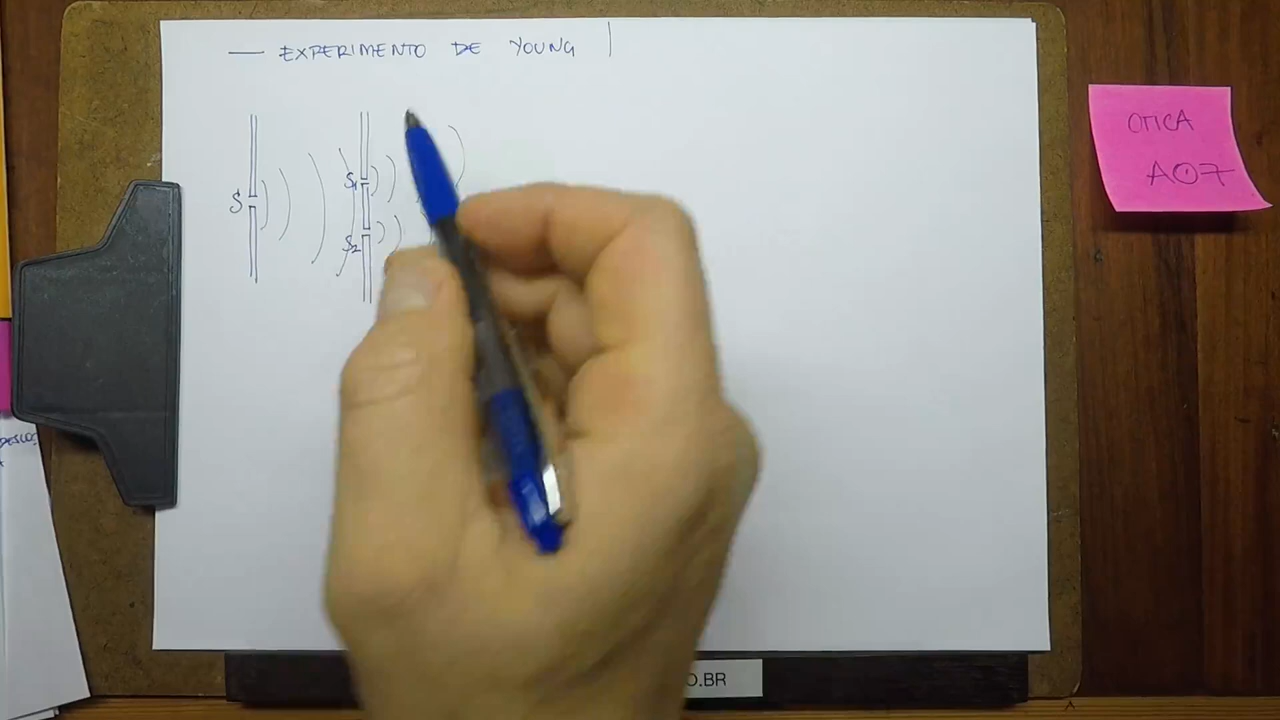 — EXPERIMENTO DE YOUNG |
S
S1
S2
OTICA
A07
O.BR